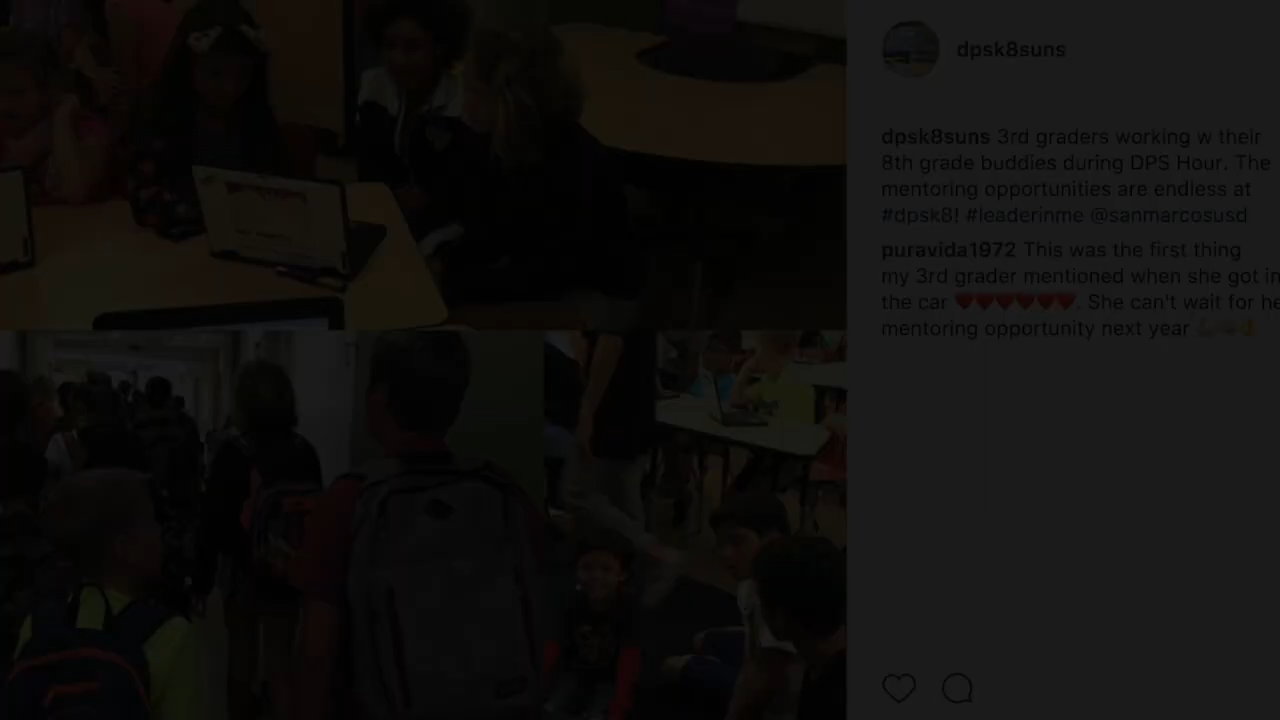 dpsk8suns
dpsk8suns 3rd graders working w their
8th grade buddies during DPS Hour. The
mentoring opportunities are endless at
#dpsk8! #leaderinme @sanmarcosusd
puravida1972 This was the first thing
my 3rd grader mentioned when she got in
the car ❤️❤️❤️❤️❤️❤️. She can't wait for he
mentoring opportunity next year